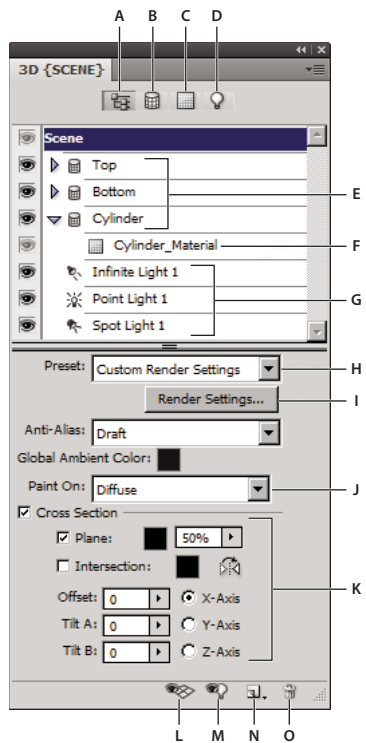 A B C D
3D {SCENE}
Scene
Top
Bottom
E
Cylinder
Cylinder_Material
F
Infinite Light 1
Point Light 1
G
Spot Light 1
Preset: Custom Render Settings
H
Render Settings...
I
Anti-Alias: Draft
Global Ambient Color:
Paint On: Diffuse
J
Cross Section
Plane: 50%
Intersection:
K
Offset: 0 X-Axis
Tilt A: 0 Y-Axis
Tilt B: 0 Z-Axis
L M N O